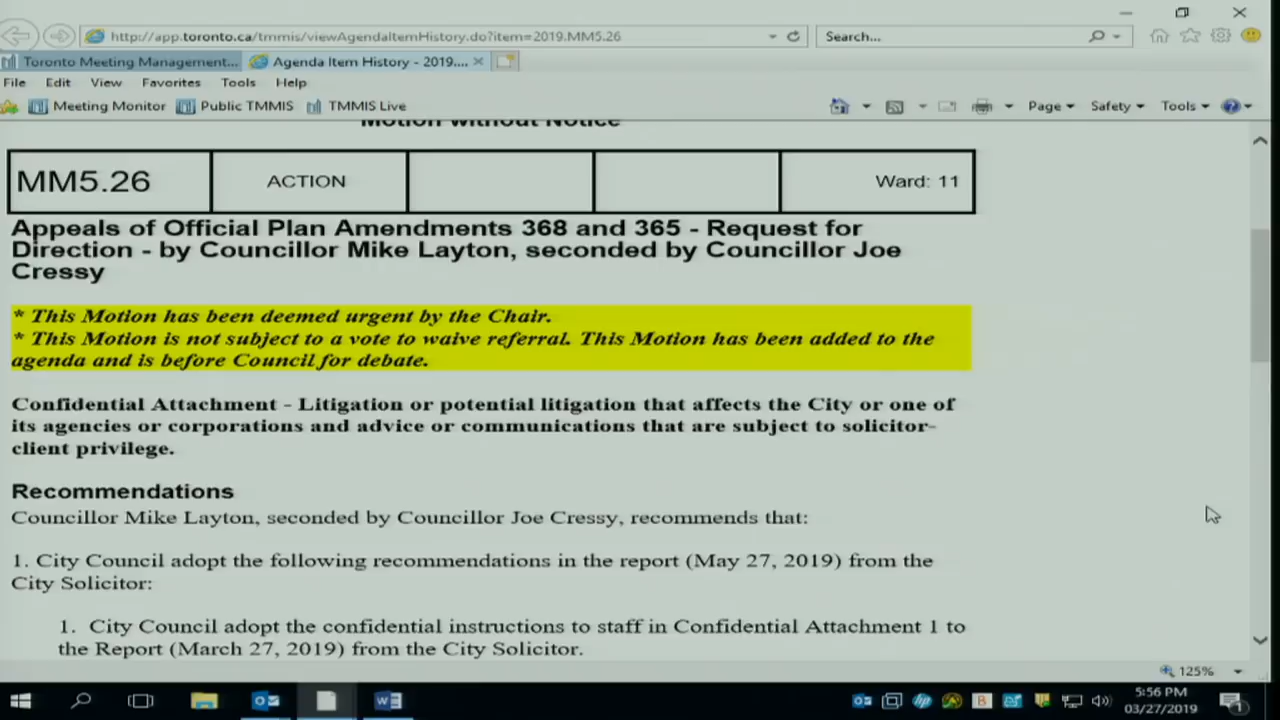 http://app.toronto.ca/tmmis/viewAgendaItemHistory.do?item=2019.MM5.26
Search...
Toronto Meeting Management...
Agenda Item History - 2019....
File Edit View Favorites Tools Help
Meeting Monitor Public TMMIS TMMIS Live
Page Safety Tools
Motion without Notice
MM5.26 ACTION Ward: 11
Appeals of Official Plan Amendments 368 and 365 - Request for
Direction - by Councillor Mike Layton, seconded by Councillor Joe
Cressy
* This Motion has been deemed urgent by the Chair.
* This Motion is not subject to a vote to waive referral. This Motion has been added to the
agenda and is before Council for debate.
Confidential Attachment - Litigation or potential litigation that affects the City or one of
its agencies or corporations and advice or communications that are subject to solicitor-
client privilege.
Recommendations
Councillor Mike Layton, seconded by Councillor Joe Cressy, recommends that:
1. City Council adopt the following recommendations in the report (May 27, 2019) from the
City Solicitor:
1. City Council adopt the confidential instructions to staff in Confidential Attachment 1 to
the Report (March 27, 2019) from the City Solicitor.
125%
5:56 PM
03/27/2019